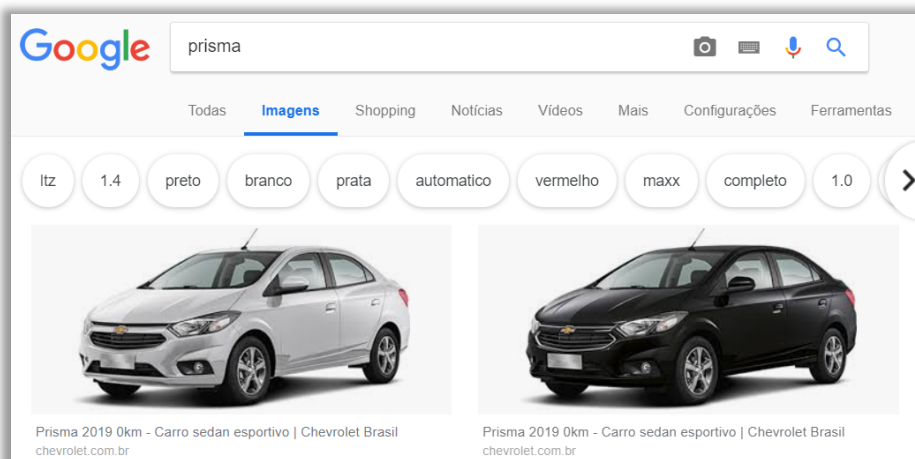 Google prisma
Todas Imagens Shopping Notícias Vídeos Mais Configurações Ferramentas
ltz 1.4 preto branco prata automatico vermelho maxx completo 1.0
Prisma 2019 0km - Carro sedan esportivo | Chevrolet Brasil
chevrolet.com.br
Prisma 2019 0km - Carro sedan esportivo | Chevrolet Brasil
chevrolet.com.br